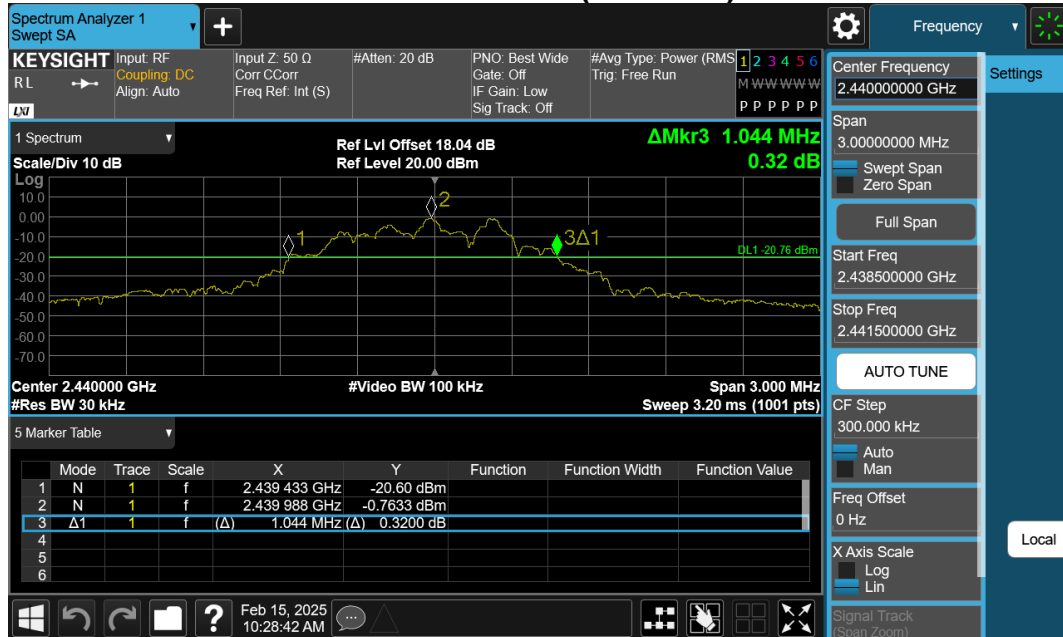 Spectrum Analyzer 1
Swept SA
Frequency
KEYSIGHT
RL
LXI
Input: RF
Coupling: DC
Align: Auto
Input Z: 50 Ω
Corr CCorr
Freq Ref: Int (S)
#Atten: 20 dB
PNO: Best Wide
Gate: Off
IF Gain: Low
Sig Track: Off
#Avg Type: Power (RMS
Trig: Free Run
1 2 3 4 5 6
M W W W W W
P P P P P P
Center Frequency
2.440000000 GHz
Settings
Span
3.00000000 MHz
Swept Span
Zero Span
Full Span
Start Freq
2.438500000 GHz
Stop Freq
2.441500000 GHz
AUTO TUNE
CF Step
300.000 kHz
Auto
Man
Freq Offset
0 Hz
X Axis Scale
Log
Lin
Signal Track
(Span Zoom)
Local
1 Spectrum
Scale/Div 10 dB
Ref Lvl Offset 18.04 dB
Ref Level 20.00 dBm
ΔMkr3 1.044 MHz
0.32 dB
Log
10.0
0.00
-10.0
-20.0
-30.0
-40.0
-50.0
-60.0
-70.0
1
2
3Δ1
DL1 -20.76 dBm
Center 2.440000 GHz
#Video BW 100 kHz
Span 3.000 MHz
#Res BW 30 kHz
Sweep 3.20 ms (1001 pts)
5 Marker Table
Mode Trace Scale X Y Function Function Width Function Value
1 N 1 f 2.439 433 GHz -20.60 dBm
2 N 1 f 2.439 988 GHz -0.7633 dBm
3 Δ1 1 f (Δ) 1.044 MHz (Δ) 0.3200 dB
4
5
6
?
Feb 15, 2025
10:28:42 AM